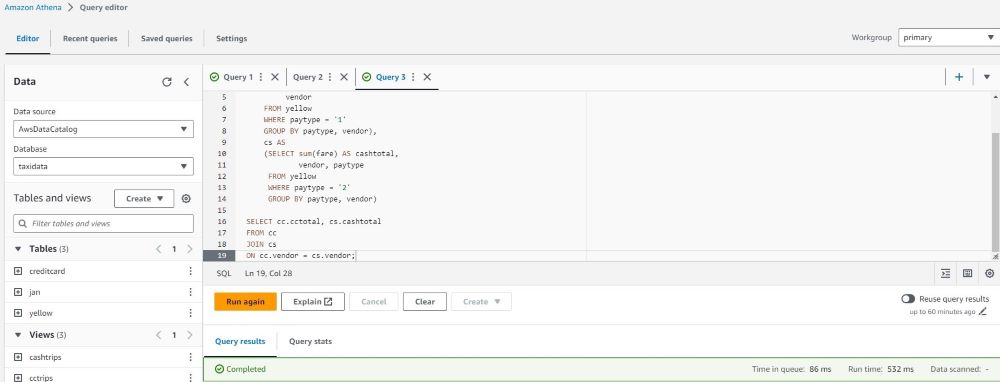 Amazon Athena > Query editor
Editor Recent queries Saved queries Settings
Workgroup primary
Data
Query 1 Query 2 Query 3
Data source
AwsDataCatalog
Database
taxidata
Tables and views Create
Filter tables and views
Tables (3) < 1 >
creditcard
jan
yellow
Views (3) < 1 >
cashtrips
cctrips
5 vendor
6 FROM yellow
7 WHERE paytype = '1'
8 GROUP BY paytype, vendor),
9 cs AS
10 (SELECT sum(fare) AS cashtotal,
11 vendor, paytype
12 FROM yellow
13 WHERE paytype = '2'
14 GROUP BY paytype, vendor)
15
16 SELECT cc.cctotal, cs.cashtotal
17 FROM cc
18 JOIN cs
19 ON cc.vendor = cs.vendor;
SQL Ln 19, Col 28
Run again Explain Cancel Clear Create
Reuse query results
up to 60 minutes ago
Query results Query stats
Completed Time in queue: 86 ms Run time: 532 ms Data scanned: -